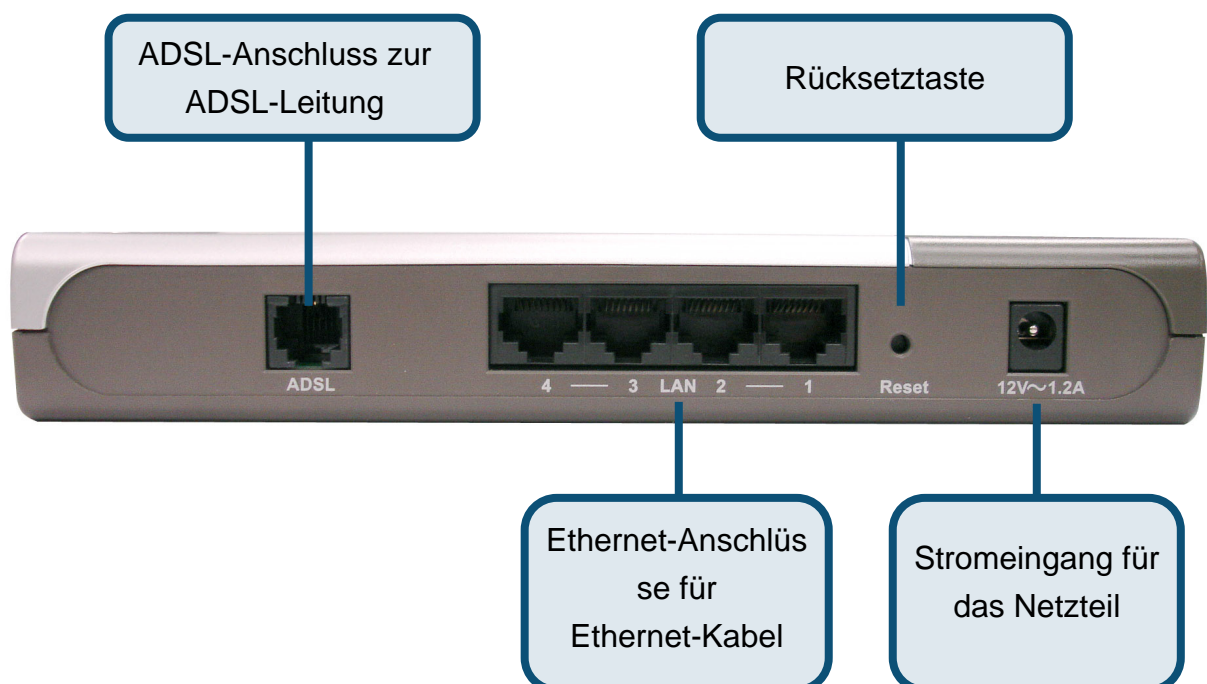 ADSL-Anschluss zur
ADSL-Leitung
Rücksetztaste
ADSL
4 — 3 LAN 2 — 1
Reset
12V～1.2A
Ethernet-Anschlüs
se für
Ethernet-Kabel
Stromeingang für
das Netzteil